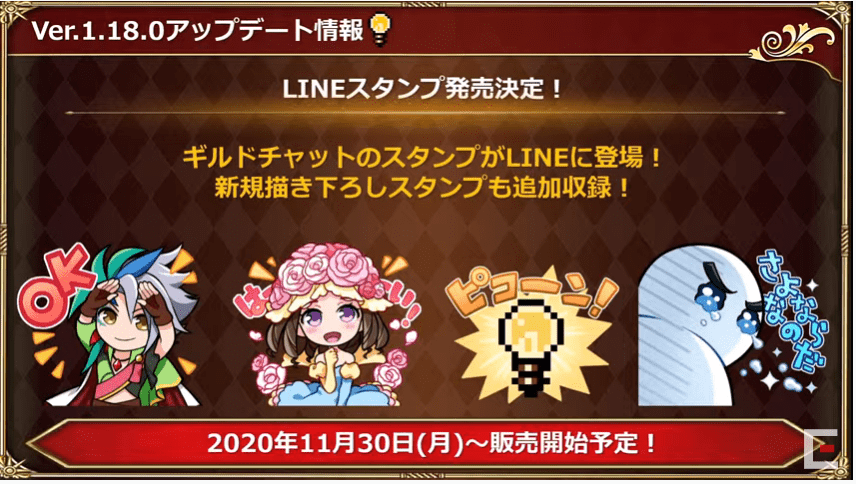 Ver.1.18.0アップデート情報
LINEスタンプ発売決定！
ギルドチャットのスタンプがLINEに登場！
新規描き下ろしスタンプも追加収録！
OK
は～い！
ピコーン！
さよなら
なのだ
2020年11月30日(月)～販売開始予定！